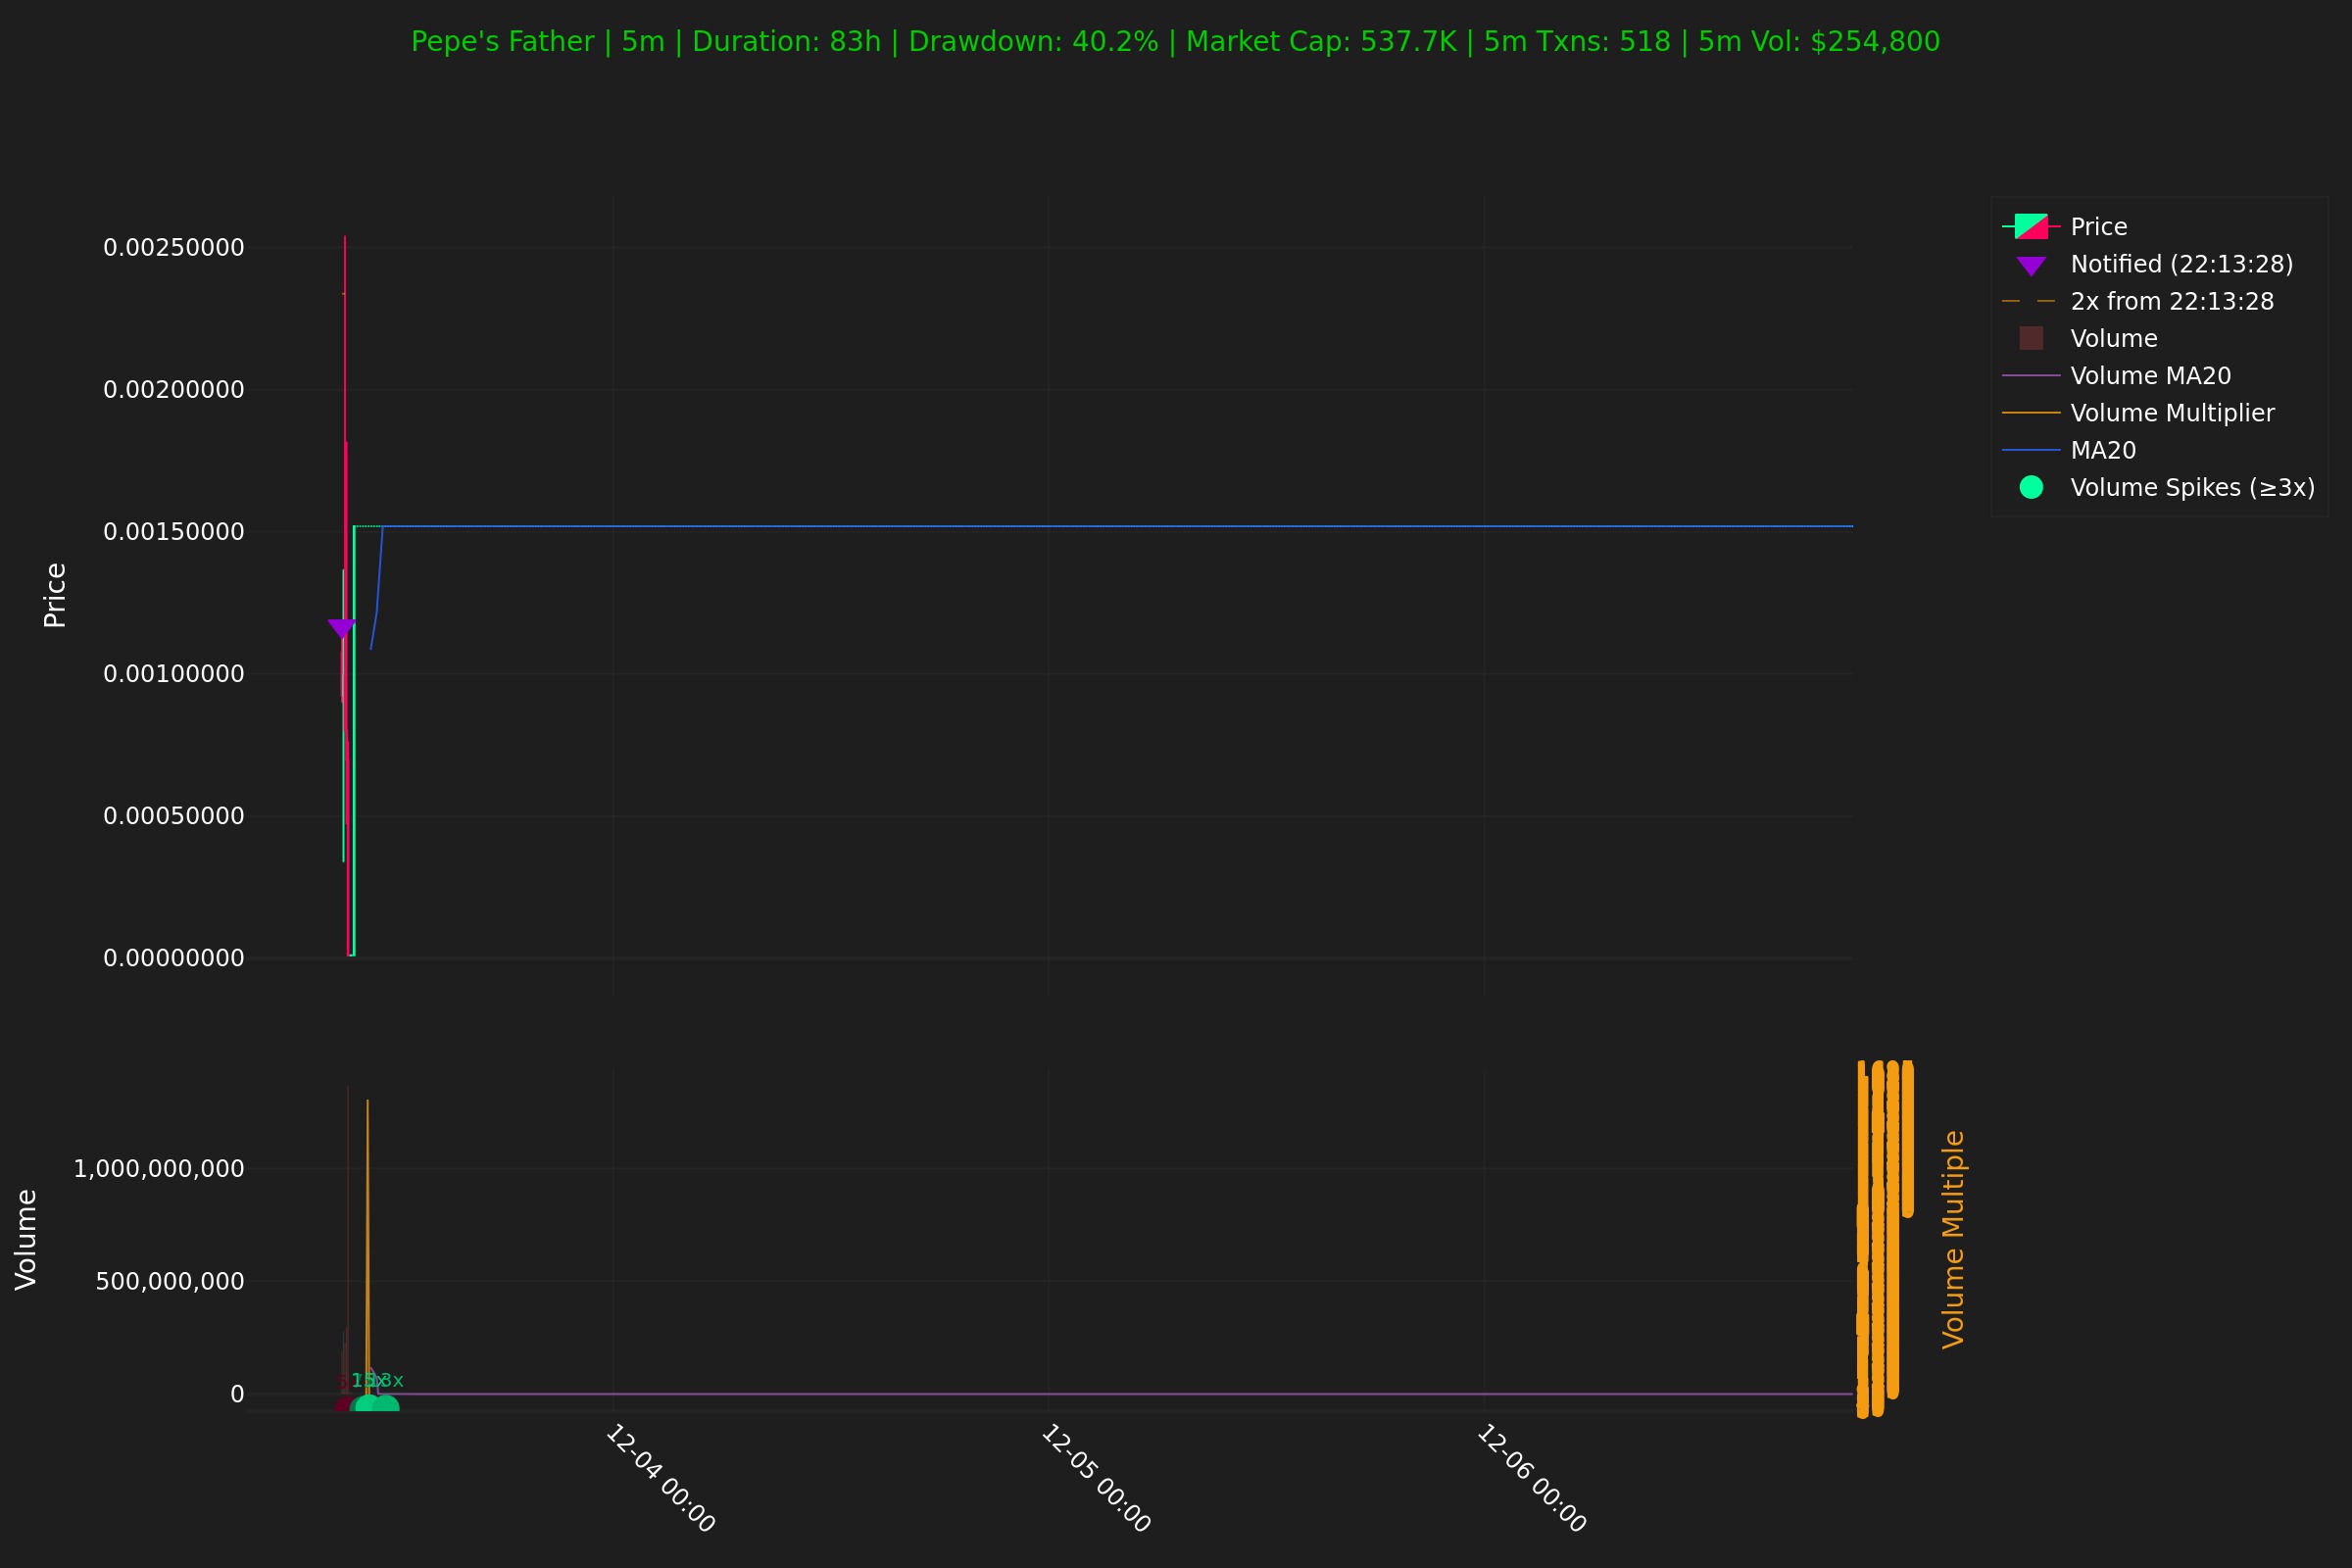 Pepe's Father | 5m | Duration: 83h | Drawdown: 40.2% | Market Cap: 537.7K | 5m Txns: 518 | 5m Vol: $254,800
0.00250000
0.00200000
0.00150000
0.00100000
0.00050000
0.00000000
Price
Price
Notified (22:13:28)
2x from 22:13:28
Volume
Volume MA20
Volume Multiplier
MA20
Volume Spikes (≥3x)
1,000,000,000
500,000,000
0
Volume
Volume Multiple
12-04 00:00
12-05 00:00
12-06 00:00